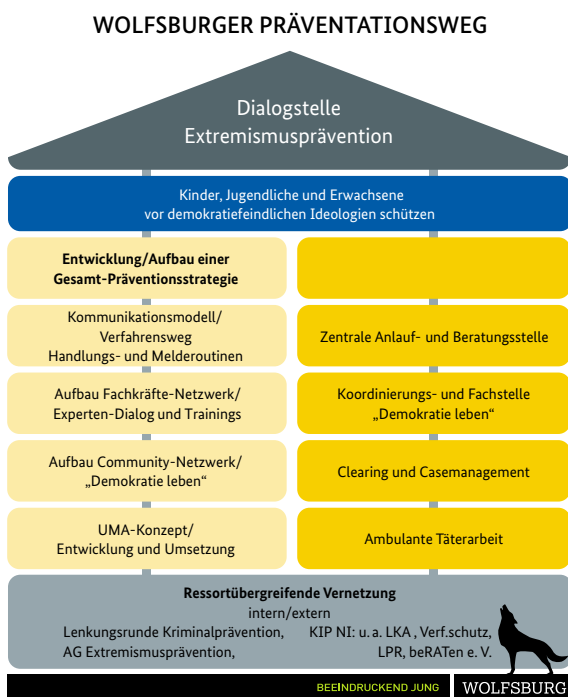 WOLFSBURGER PRÄVENTATIONSWEG
Dialogstelle
Extremismusprävention
Kinder, Jugendliche und Erwachsene
vor demokratiefeindlichen Ideologien schützen
Entwicklung/Aufbau einer
Gesamt-Präventionsstrategie
Kommunikationsmodell/
Verfahrensweg
Handlungs- und Melderoutinen
Zentrale Anlauf- und Beratungsstelle
Aufbau Fachkräfte-Netzwerk/
Experten-Dialog und Trainings
Koordinierungs- und Fachstelle
„Demokratie leben“
Aufbau Community-Netzwerk/
„Demokratie leben“
Clearing und Casemanagement
UMA-Konzept/
Entwicklung und Umsetzung
Ambulante Täterarbeit
Ressortübergreifende Vernetzung
intern/extern
Lenkungsrunde Kriminalprävention,
AG Extremismusprävention,
KIP NI: u. a. LKA , Verf.schutz,
LPR, beRATen e. V.
BEEINDRUCKEND JUNG
WOLFSBURG